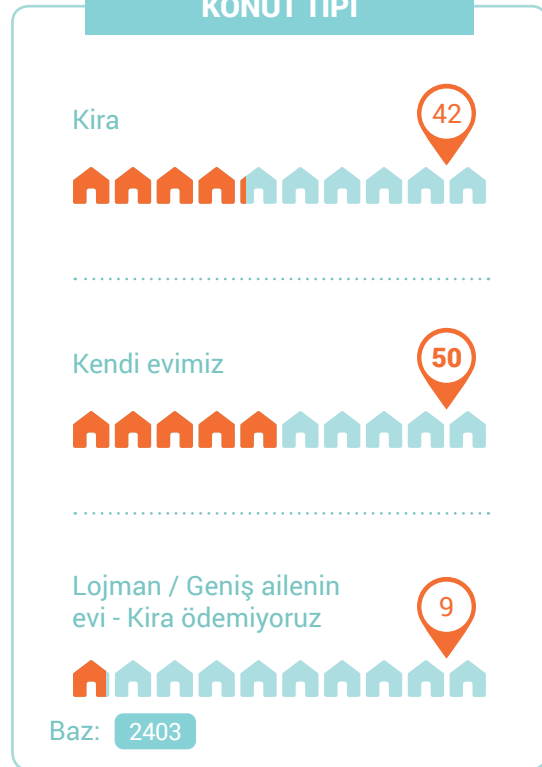 KONUT TİPİ
Kira
42
Kendi evimiz
50
Lojman / Geniş ailenin
evi - Kira ödemiyoruz
9
Baz: 2403